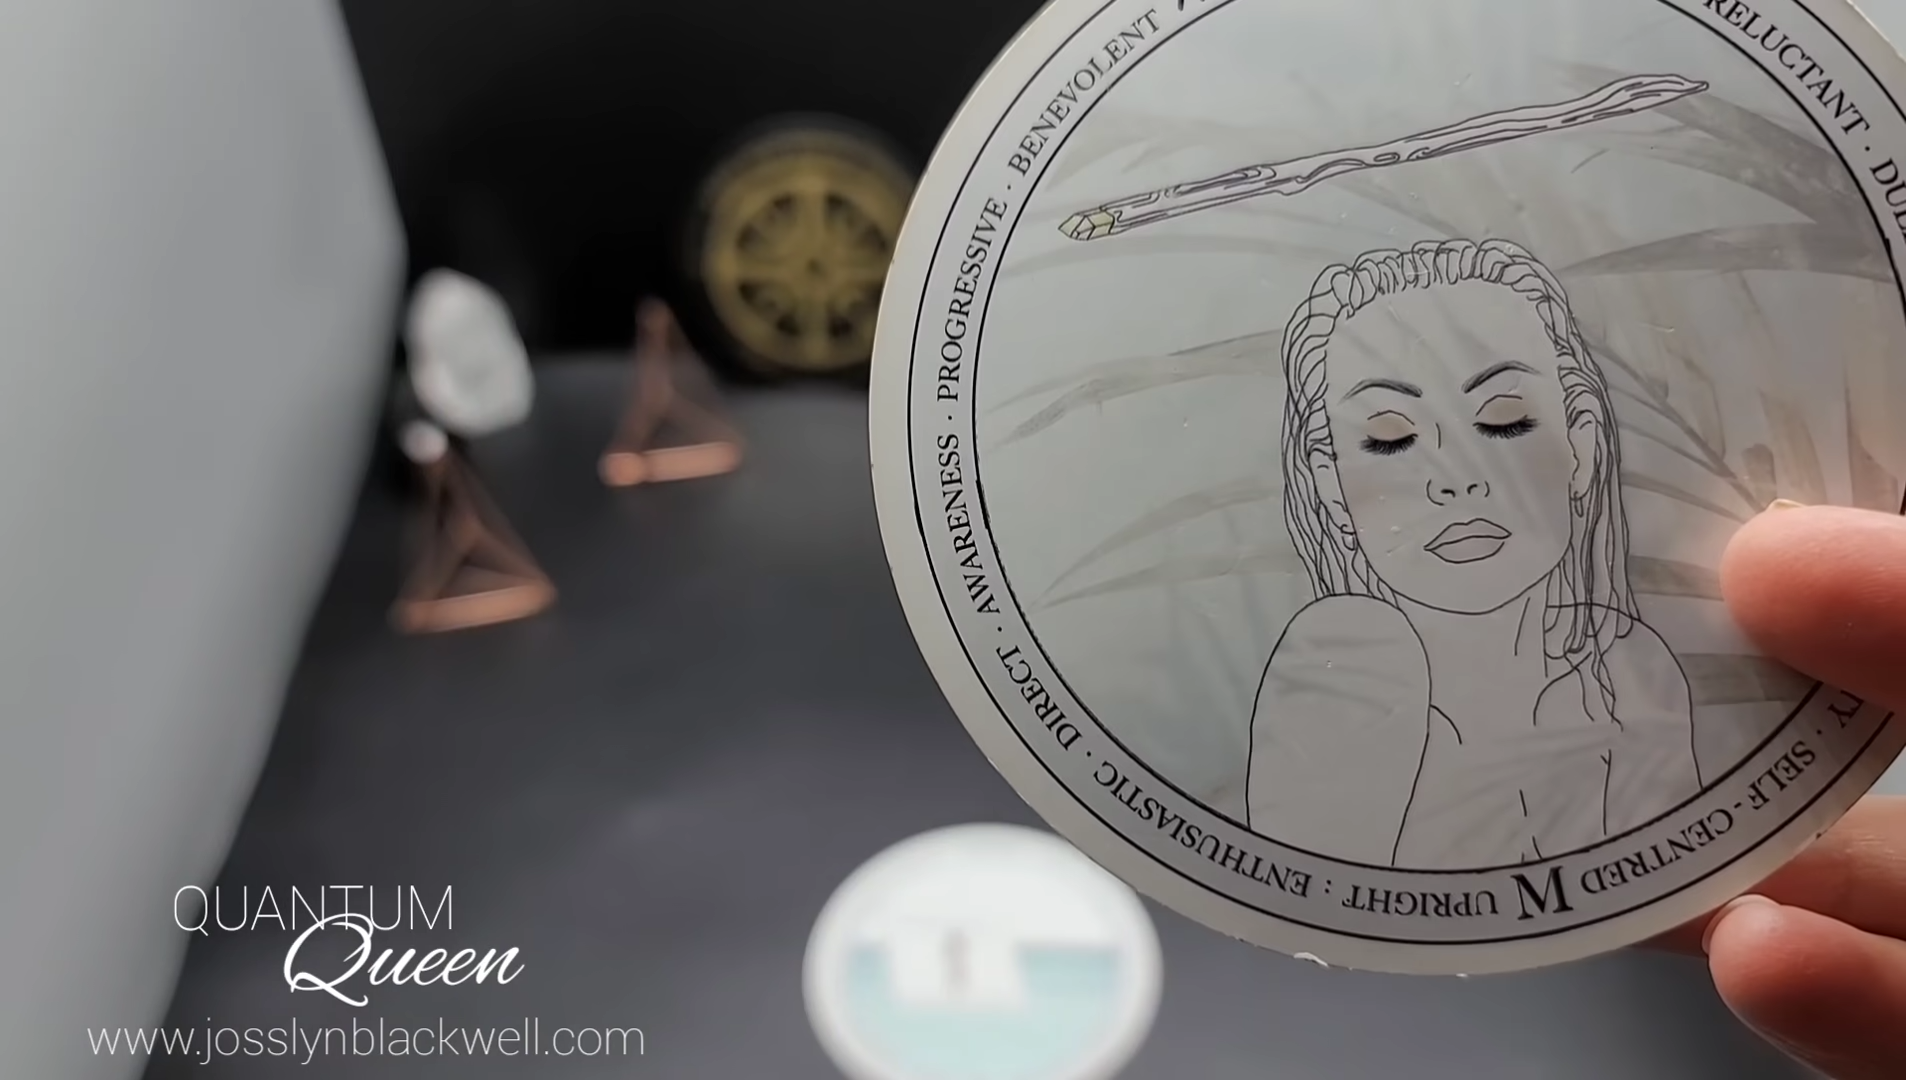 BENEVOLENT
PROGRESSIVE ·
AWARENESS ·
DIRECT ·
ENTHUSIASTIC ·
UPRIGHT :
M
SELF-CENTRED
RELUCTANT ·
QUANTUM
Queen
www.josslynblackwell.com